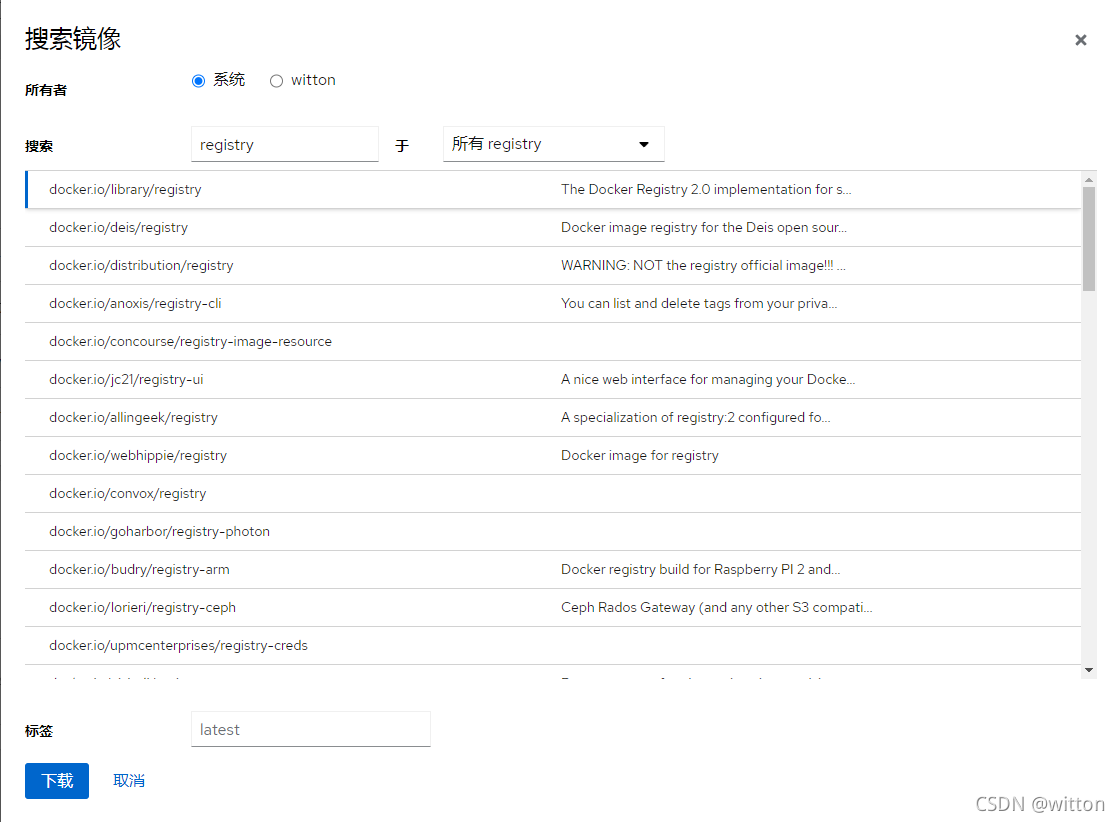 搜索镜像
所有者 系统 witton
搜索 registry 于 所有 registry
docker.io/library/registry The Docker Registry 2.0 implementation for s...
docker.io/deis/registry Docker image registry for the Deis open sour...
docker.io/distribution/registry WARNING: NOT the registry official image!!! ...
docker.io/anoxis/registry-cli You can list and delete tags from your priva...
docker.io/concourse/registry-image-resource
docker.io/jc21/registry-ui A nice web interface for managing your Docke...
docker.io/allingeek/registry A specialization of registry:2 configured fo...
docker.io/webhippie/registry Docker image for registry
docker.io/convox/registry
docker.io/goharbor/registry-photon
docker.io/budry/registry-arm Docker registry build for Raspberry PI 2 and...
docker.io/lorieri/registry-ceph Ceph Rados Gateway (and any other S3 compati...
docker.io/upmcenterprises/registry-creds
标签 latest
下载 取消
CSDN @witton